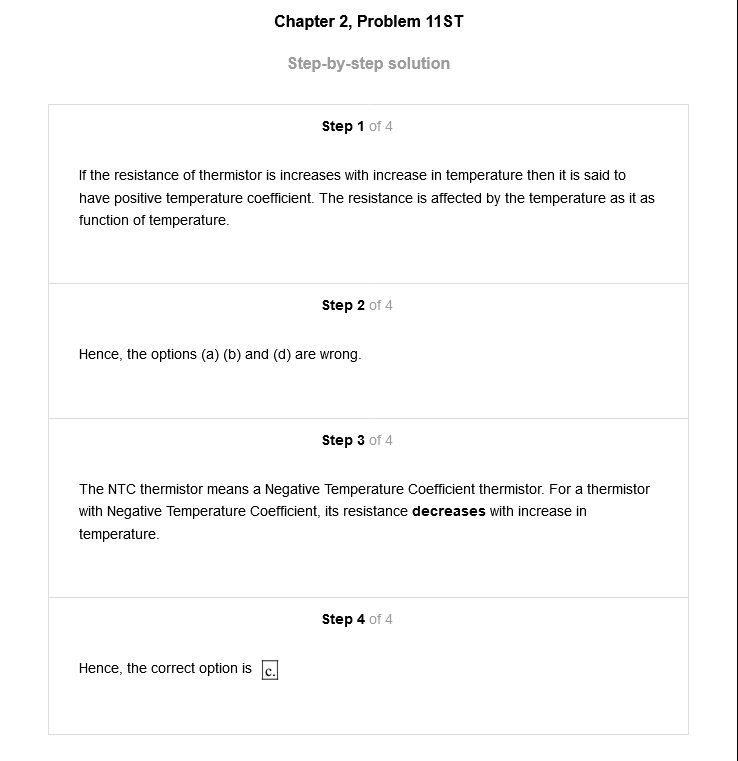 Chapter 2, Problem 11ST
Step-by-step solution
Step 1 of 4
If the resistance of thermistor is increases with increase in temperature then it is said to
have positive temperature coefficient. The resistance is affected by the temperature as it as
function of temperature.
Step 2 of 4
Hence, the options (a) (b) and (d) are wrong.
Step 3 of 4
The NTC thermistor means a Negative Temperature Coefficient thermistor. For a thermistor
with Negative Temperature Coefficient, its resistance decreases with increase in
temperature.
Step 4 of 4
Hence, the correct option is c.